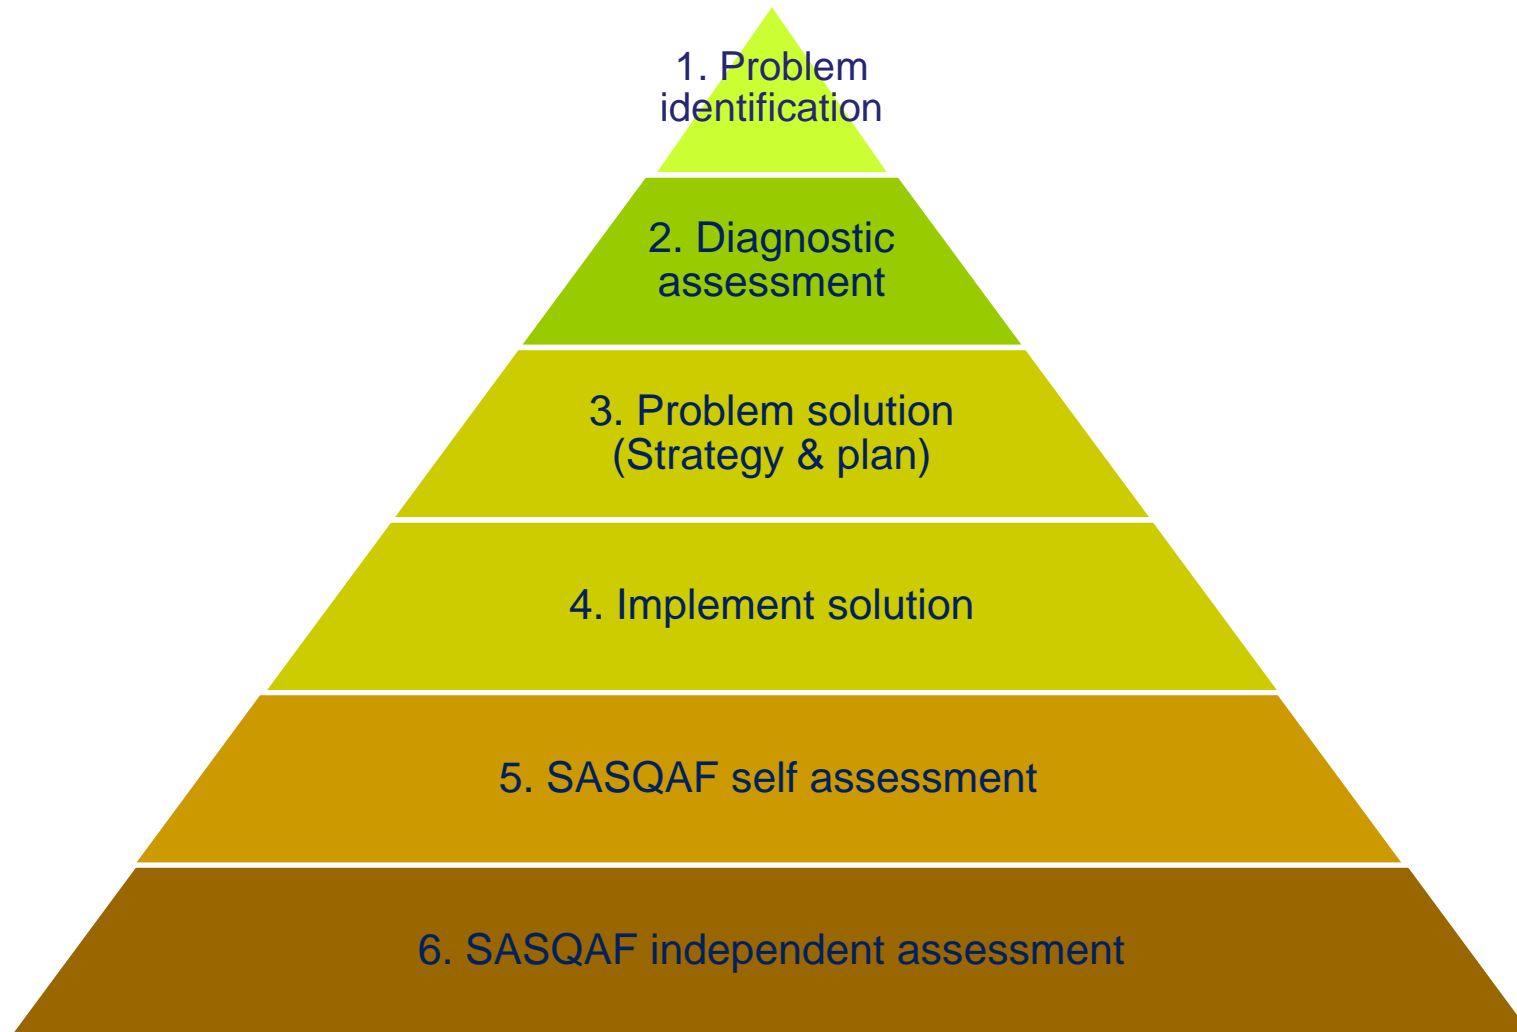 1. Problem
identification
2. Diagnostic
assessment
3. Problem solution
(Strategy & plan)
4. Implement solution
5. SASQAF self assessment
6. SASQAF independent assessment